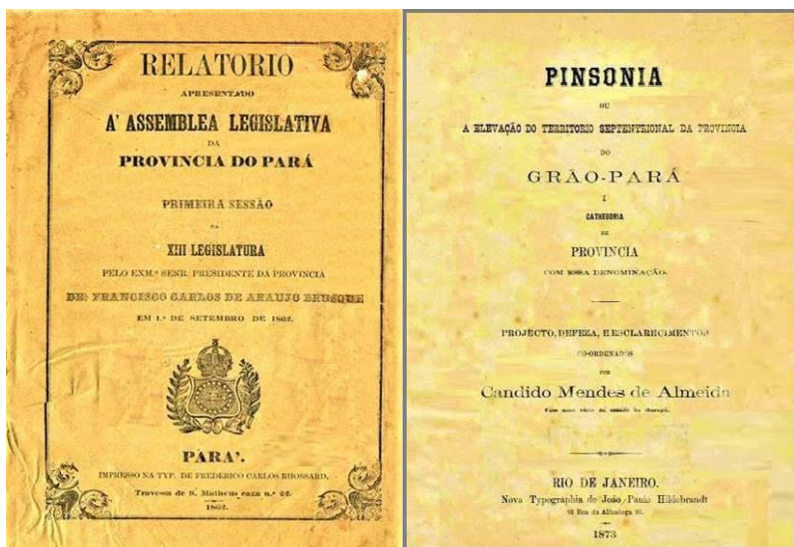 RELATORIO
APRESENTADO
A' ASSEMBLEA LEGISLATIVA
DA
PROVINCIA DO PARÁ
PRIMEIRA SESSÃO
DA
XIII LEGISLATURA
PELO EXM.º SENR. PRESIDENTE DA PROVINCIA
DR. FRANCISCO CARLOS DE ARAUJO BRUSQUE
EM 1.º DE SETEMBRO DE 1862.
PARA'.
IMPRESSO NA TYP. DE FREDERICO CARLOS RHOSSARD,
Travessa de S. Matheus caza n.º 22.
1862.
PINSONIA
OU
A ELEVAÇÃO DO TERRITORIO SEPTENTRIONAL DA PROVINCIA
DO
GRÃO-PARÁ
Á
CATHEGORIA
DE
PROVINCIA
COM ESSA DENOMINAÇÃO.
PROJECTO, DEFEZA, E ESCLARECIMENTOS
CO-ORDENADOS
POR
Candido Mendes de Almeida
RIO DE JANEIRO.
Nova Typographia de João Paulo Hildebrandt
Rua da Alfandega
1873